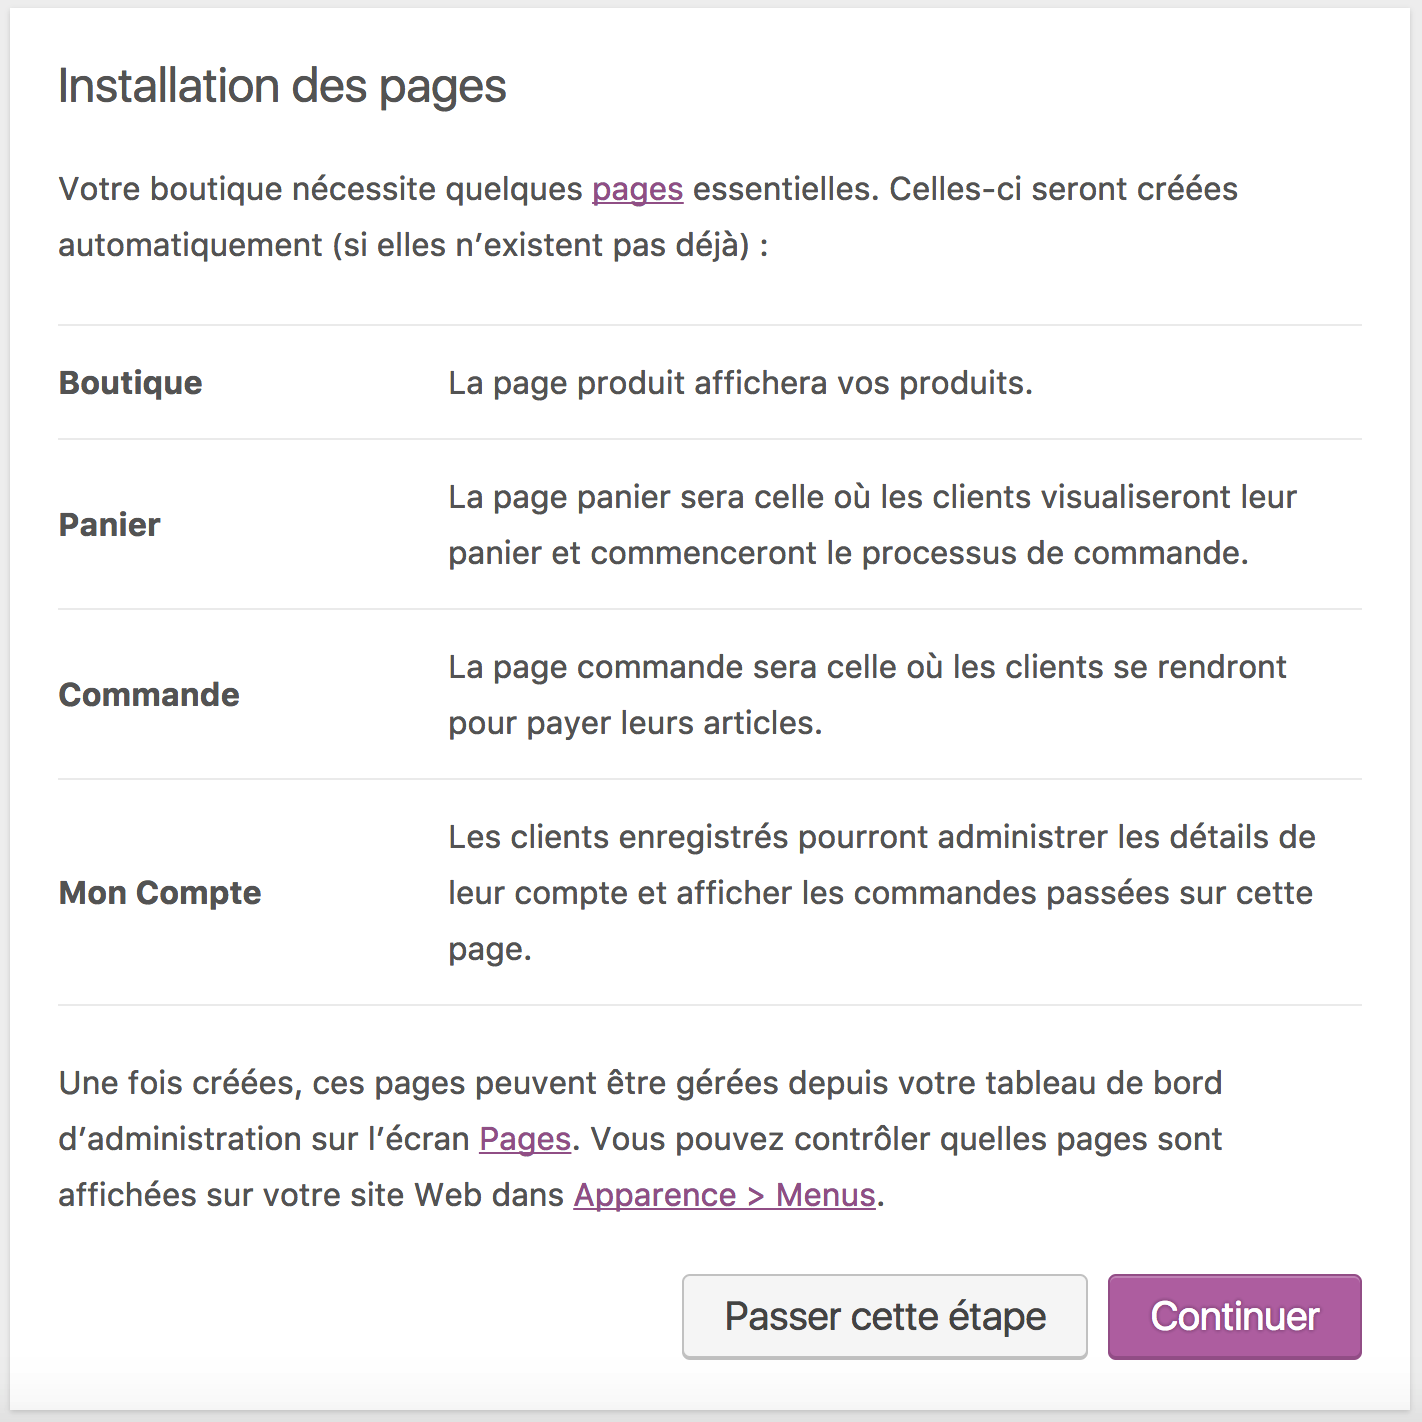 Installation des pages
Votre boutique nécessite quelques pages essentielles. Celles-ci seront créées
automatiquement (si elles n’existent pas déjà) :
Boutique
La page produit affichera vos produits.
Panier
La page panier sera celle où les clients visualiseront leur
panier et commenceront le processus de commande.
Commande
La page commande sera celle où les clients se rendront
pour payer leurs articles.
Mon Compte
Les clients enregistrés pourront administrer les détails de
leur compte et afficher les commandes passées sur cette
page.
Une fois créées, ces pages peuvent être gérées depuis votre tableau de bord
d’administration sur l’écran Pages. Vous pouvez contrôler quelles pages sont
affichées sur votre site Web dans Apparence > Menus.
Passer cette étape
Continuer